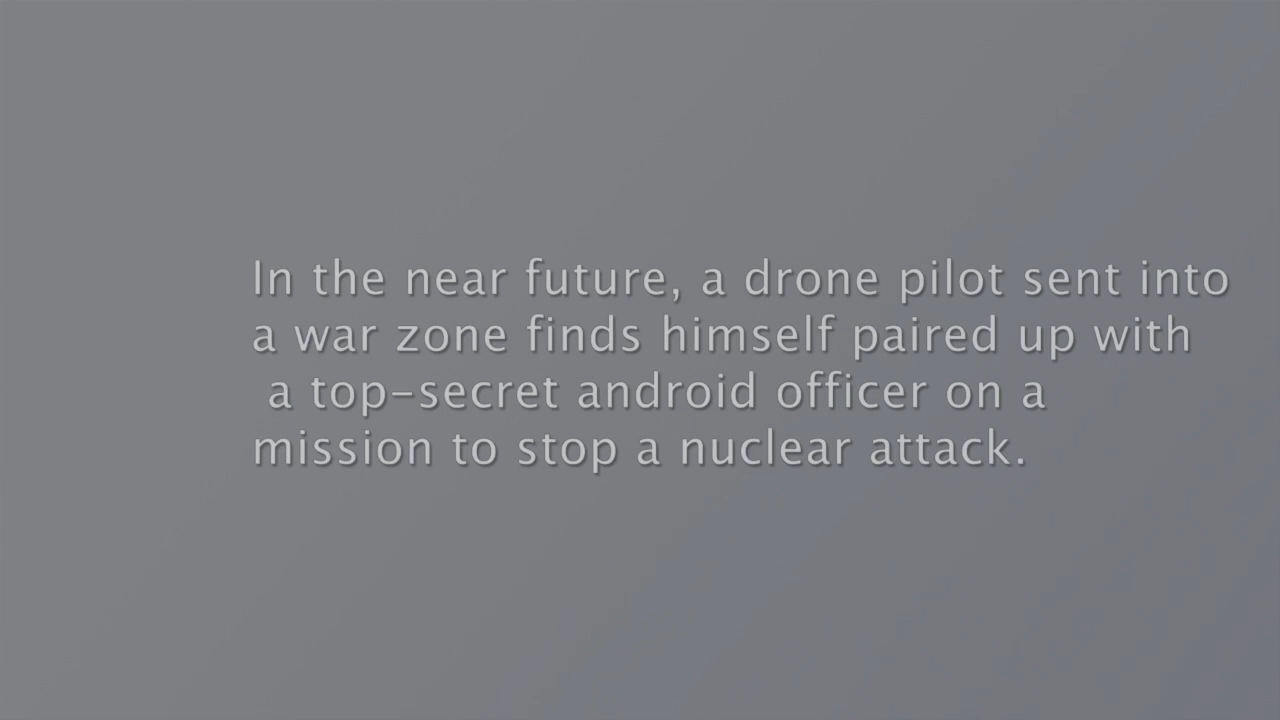 In the near future, a drone pilot sent into
a war zone finds himself paired up with
a top-secret android officer on a
mission to stop a nuclear attack.